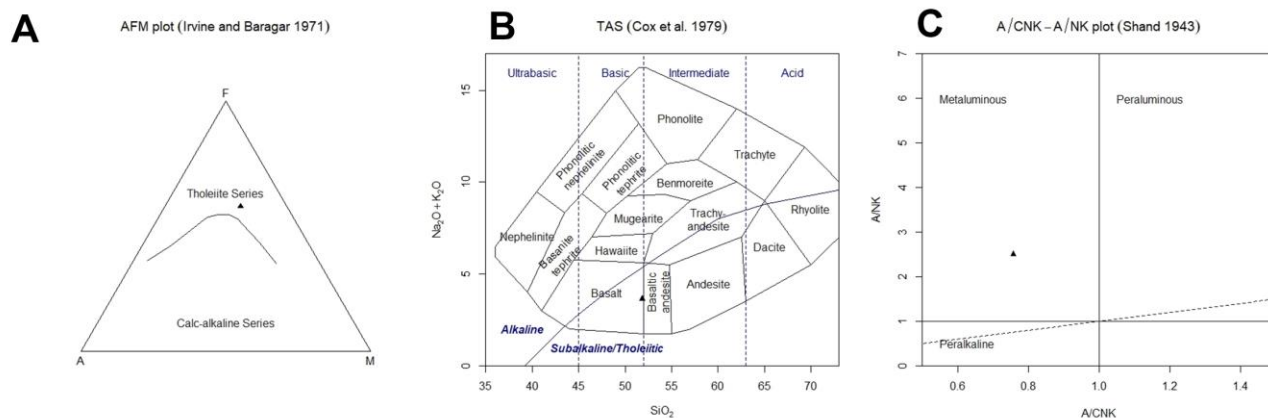 A
AFM plot (Irvine and Baragar 1971)
F
Tholeiite Series
Calc-alkaline Series
A
M
B
TAS (Cox et al. 1979)
Ultrabasic
Basic
Intermediate
Acid
Phonolite
Phonolitic
nephelinite
Phonolitic
tephrite
Trachyte
Benmoreite
Mugearite
Trachy-
andesite
Rhyolite
Nephelinite
Basanite
tephrite
Hawaiite
Dacite
Basalt
Basaltic
andesite
Andesite
Alkaline
Subalkaline/Tholeiitic
Na₂O + K₂O
0
5
10
15
35
40
45
50
55
60
65
70
SiO₂
C
A/CNK – A/NK plot (Shand 1943)
Metaluminous
Peraluminous
Peralkaline
A/NK
0
1
2
3
4
5
6
7
0.6
0.8
1.0
1.2
1.4
A/CNK